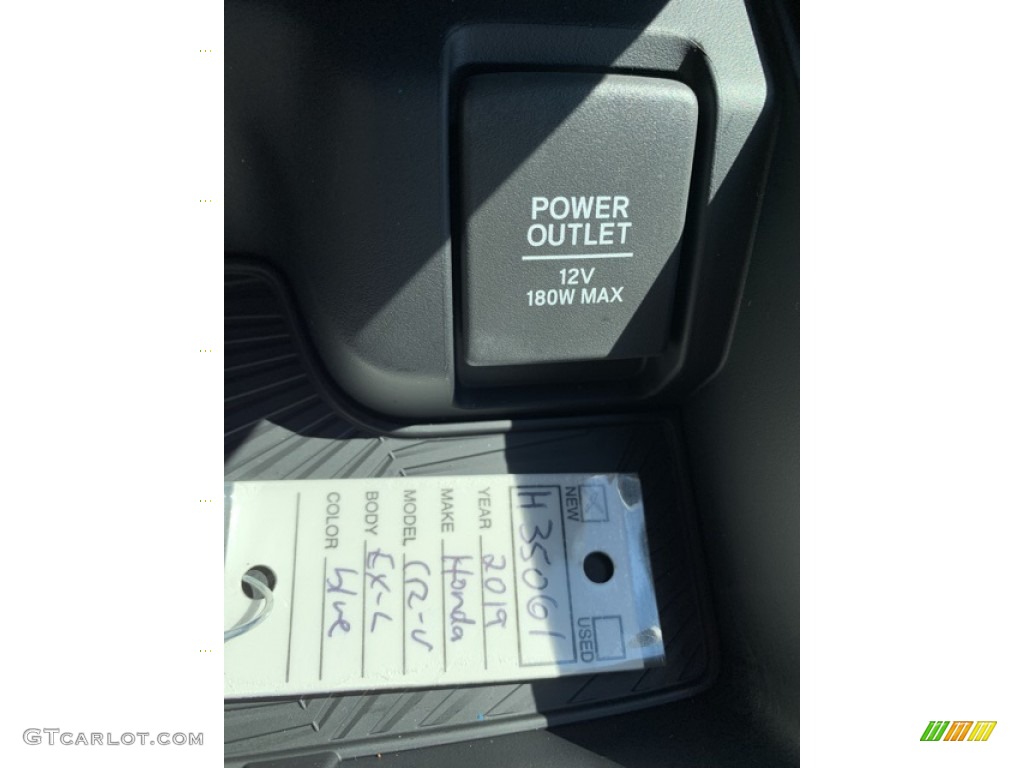 POWER
OUTLET
12V
180W MAX
NEW
USED
H35061
YEAR 2019
MAKE Honda
MODEL CR-V
BODY EX-L
COLOR blue
GTCARLOT.COM